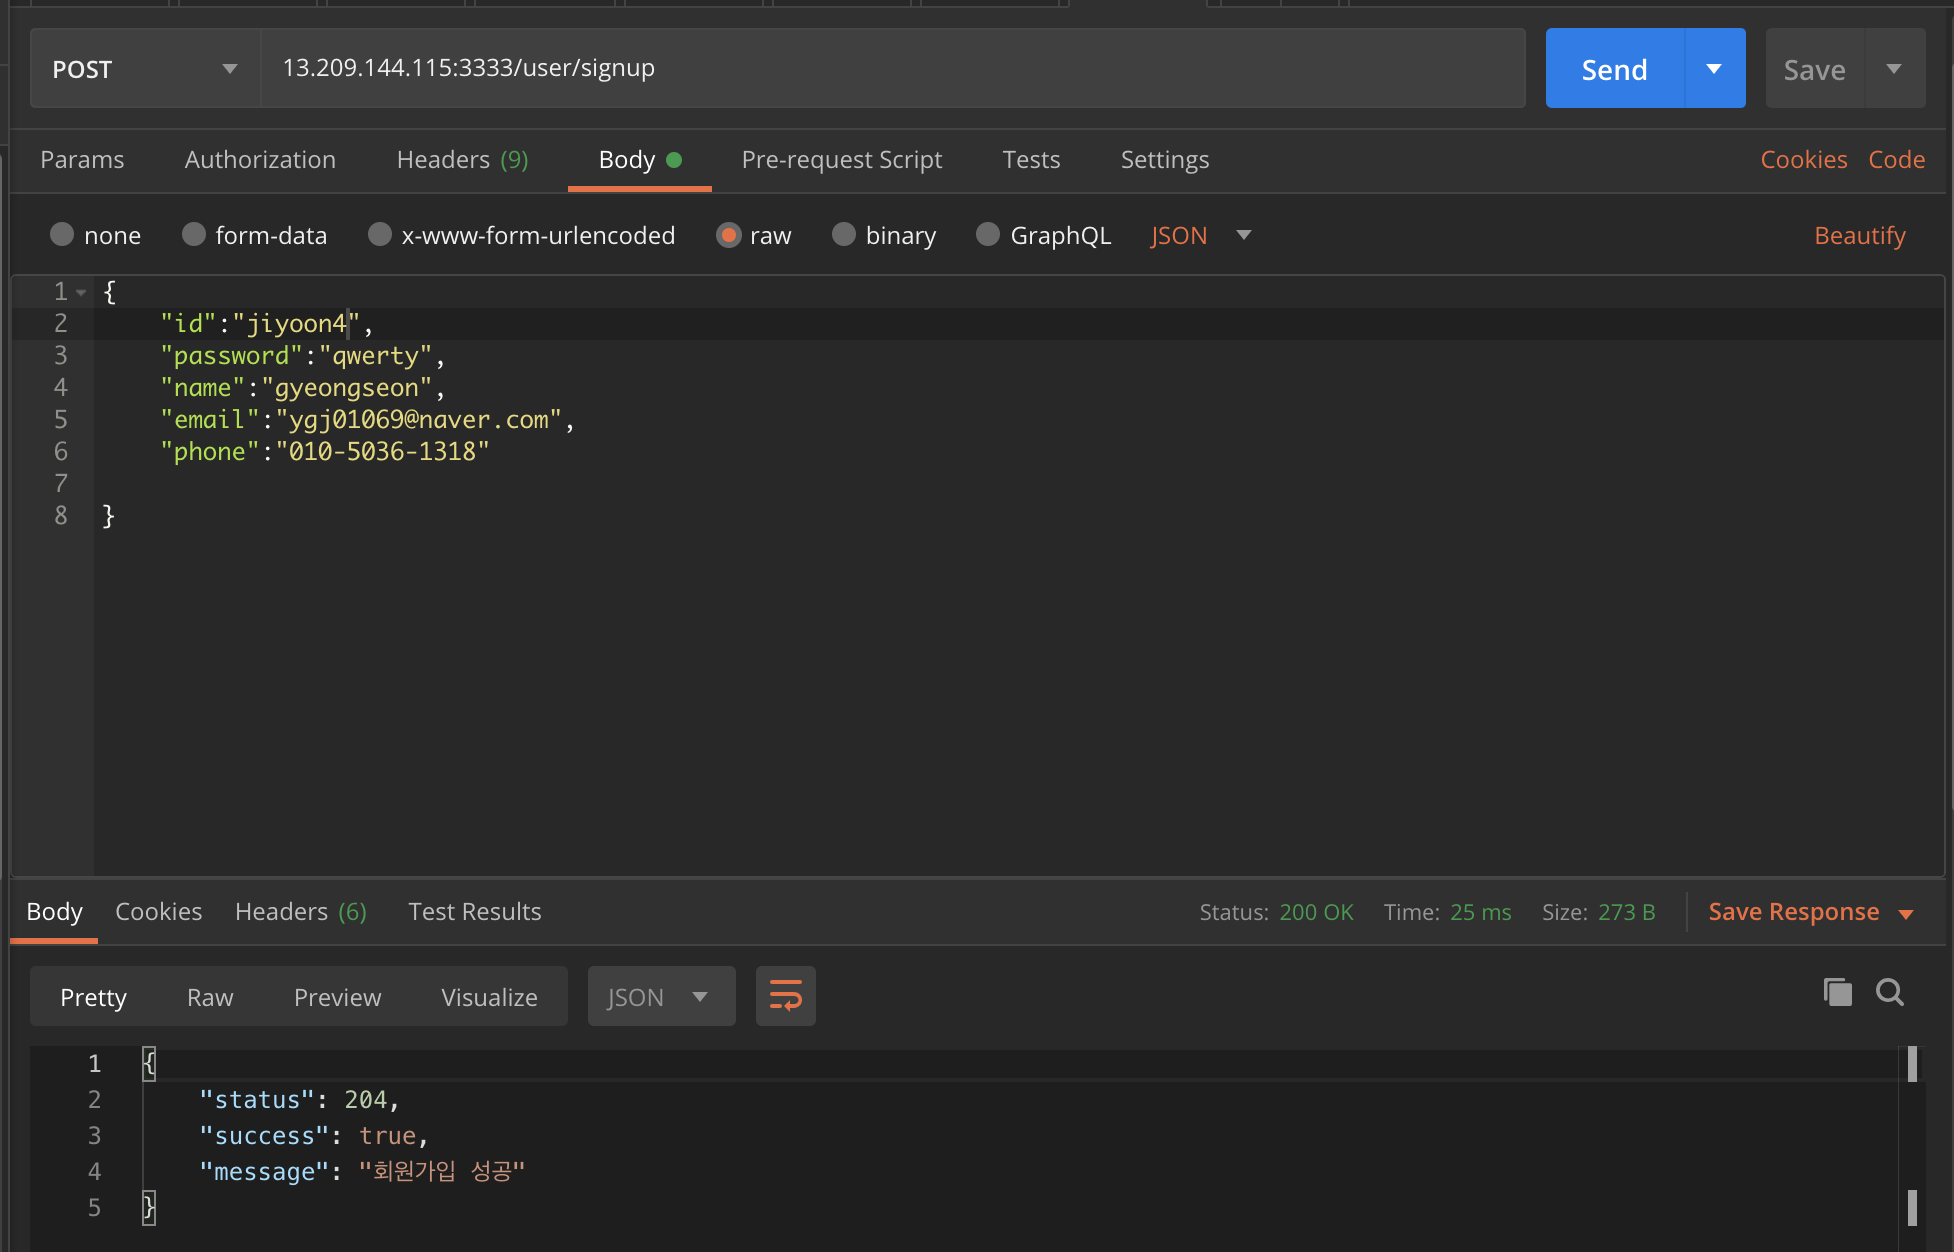 POST 13.209.144.115:3333/user/signup Send Save
Params Authorization Headers (9) Body Pre-request Script Tests Settings Cookies Code
none form-data x-www-form-urlencoded raw binary GraphQL JSON Beautify
1 {
2 "id":"jiyoon4",
3 "password":"qwerty",
4 "name":"gyeongseon",
5 "email":"ygj01069@naver.com",
6 "phone":"010-5036-1318"
7
8 }
Body Cookies Headers (6) Test Results Status: 200 OK Time: 25 ms Size: 273 B Save Response
Pretty Raw Preview Visualize JSON
1 {
2 "status": 204,
3 "success": true,
4 "message": "회원가입 성공"
5 }